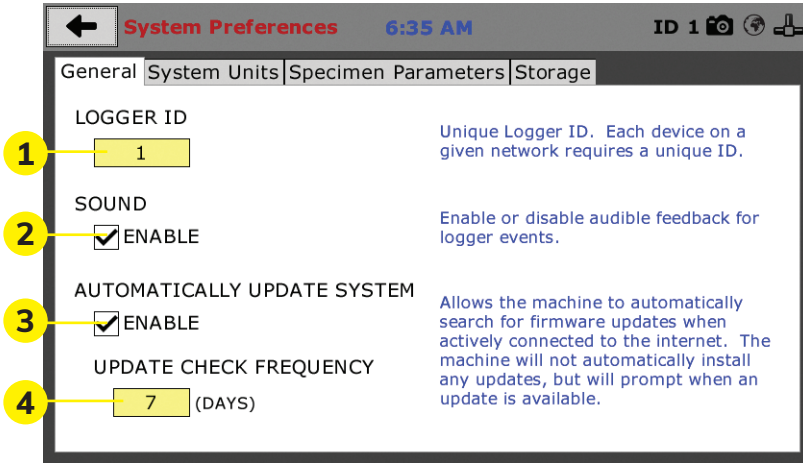 System Preferences 6:35 AM ID 1
General System Units Specimen Parameters Storage
LOGGER ID
1
1
Unique Logger ID. Each device on a
given network requires a unique ID.
SOUND
2
ENABLE
Enable or disable audible feedback for
logger events.
AUTOMATICALLY UPDATE SYSTEM
3
ENABLE
UPDATE CHECK FREQUENCY
4
7 (DAYS)
Allows the machine to automatically
search for firmware updates when
actively connected to the internet. The
machine will not automatically install
any updates, but will prompt when an
update is available.